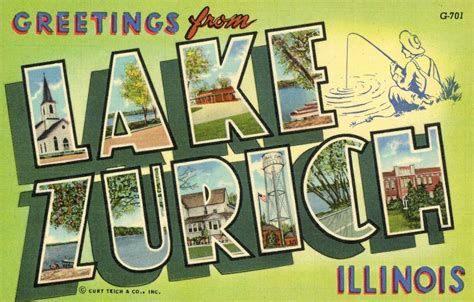 GREETINGS from
G-701
LAKE
ZURICH
ILLINOIS
© CURT TEICH & CO., INC.